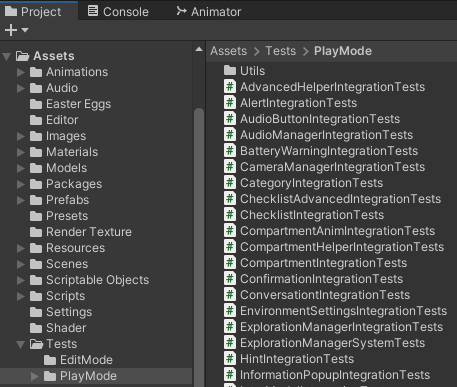 Project
Console
Animator
Assets
Animations
Audio
Easter Eggs
Editor
Images
Materials
Models
Packages
Prefabs
Presets
Render Texture
Resources
Scenes
Scriptable Objects
Scripts
Settings
Shader
Tests
EditMode
PlayMode
Assets > Tests > PlayMode
Utils
AdvancedHelperIntegrationTests
AlertIntegrationTests
AudioButtonIntegrationTests
AudioManagerIntegrationTests
BatteryWarningIntegrationTests
CameraManagerIntegrationTests
CategoryIntegrationTests
ChecklistAdvancedIntegrationTests
ChecklistIntegrationTests
CompartmentAnimIntegrationTests
CompartmentHelperIntegrationTests
CompartmentIntegrationTests
ConfirmationIntegrationTests
ConversationIntegrationTests
EnvironmentSettingsIntegrationTests
ExplorationManagerIntegrationTests
ExplorationManagerSystemTests
HintIntegrationTests
InformationPopupIntegrationTests